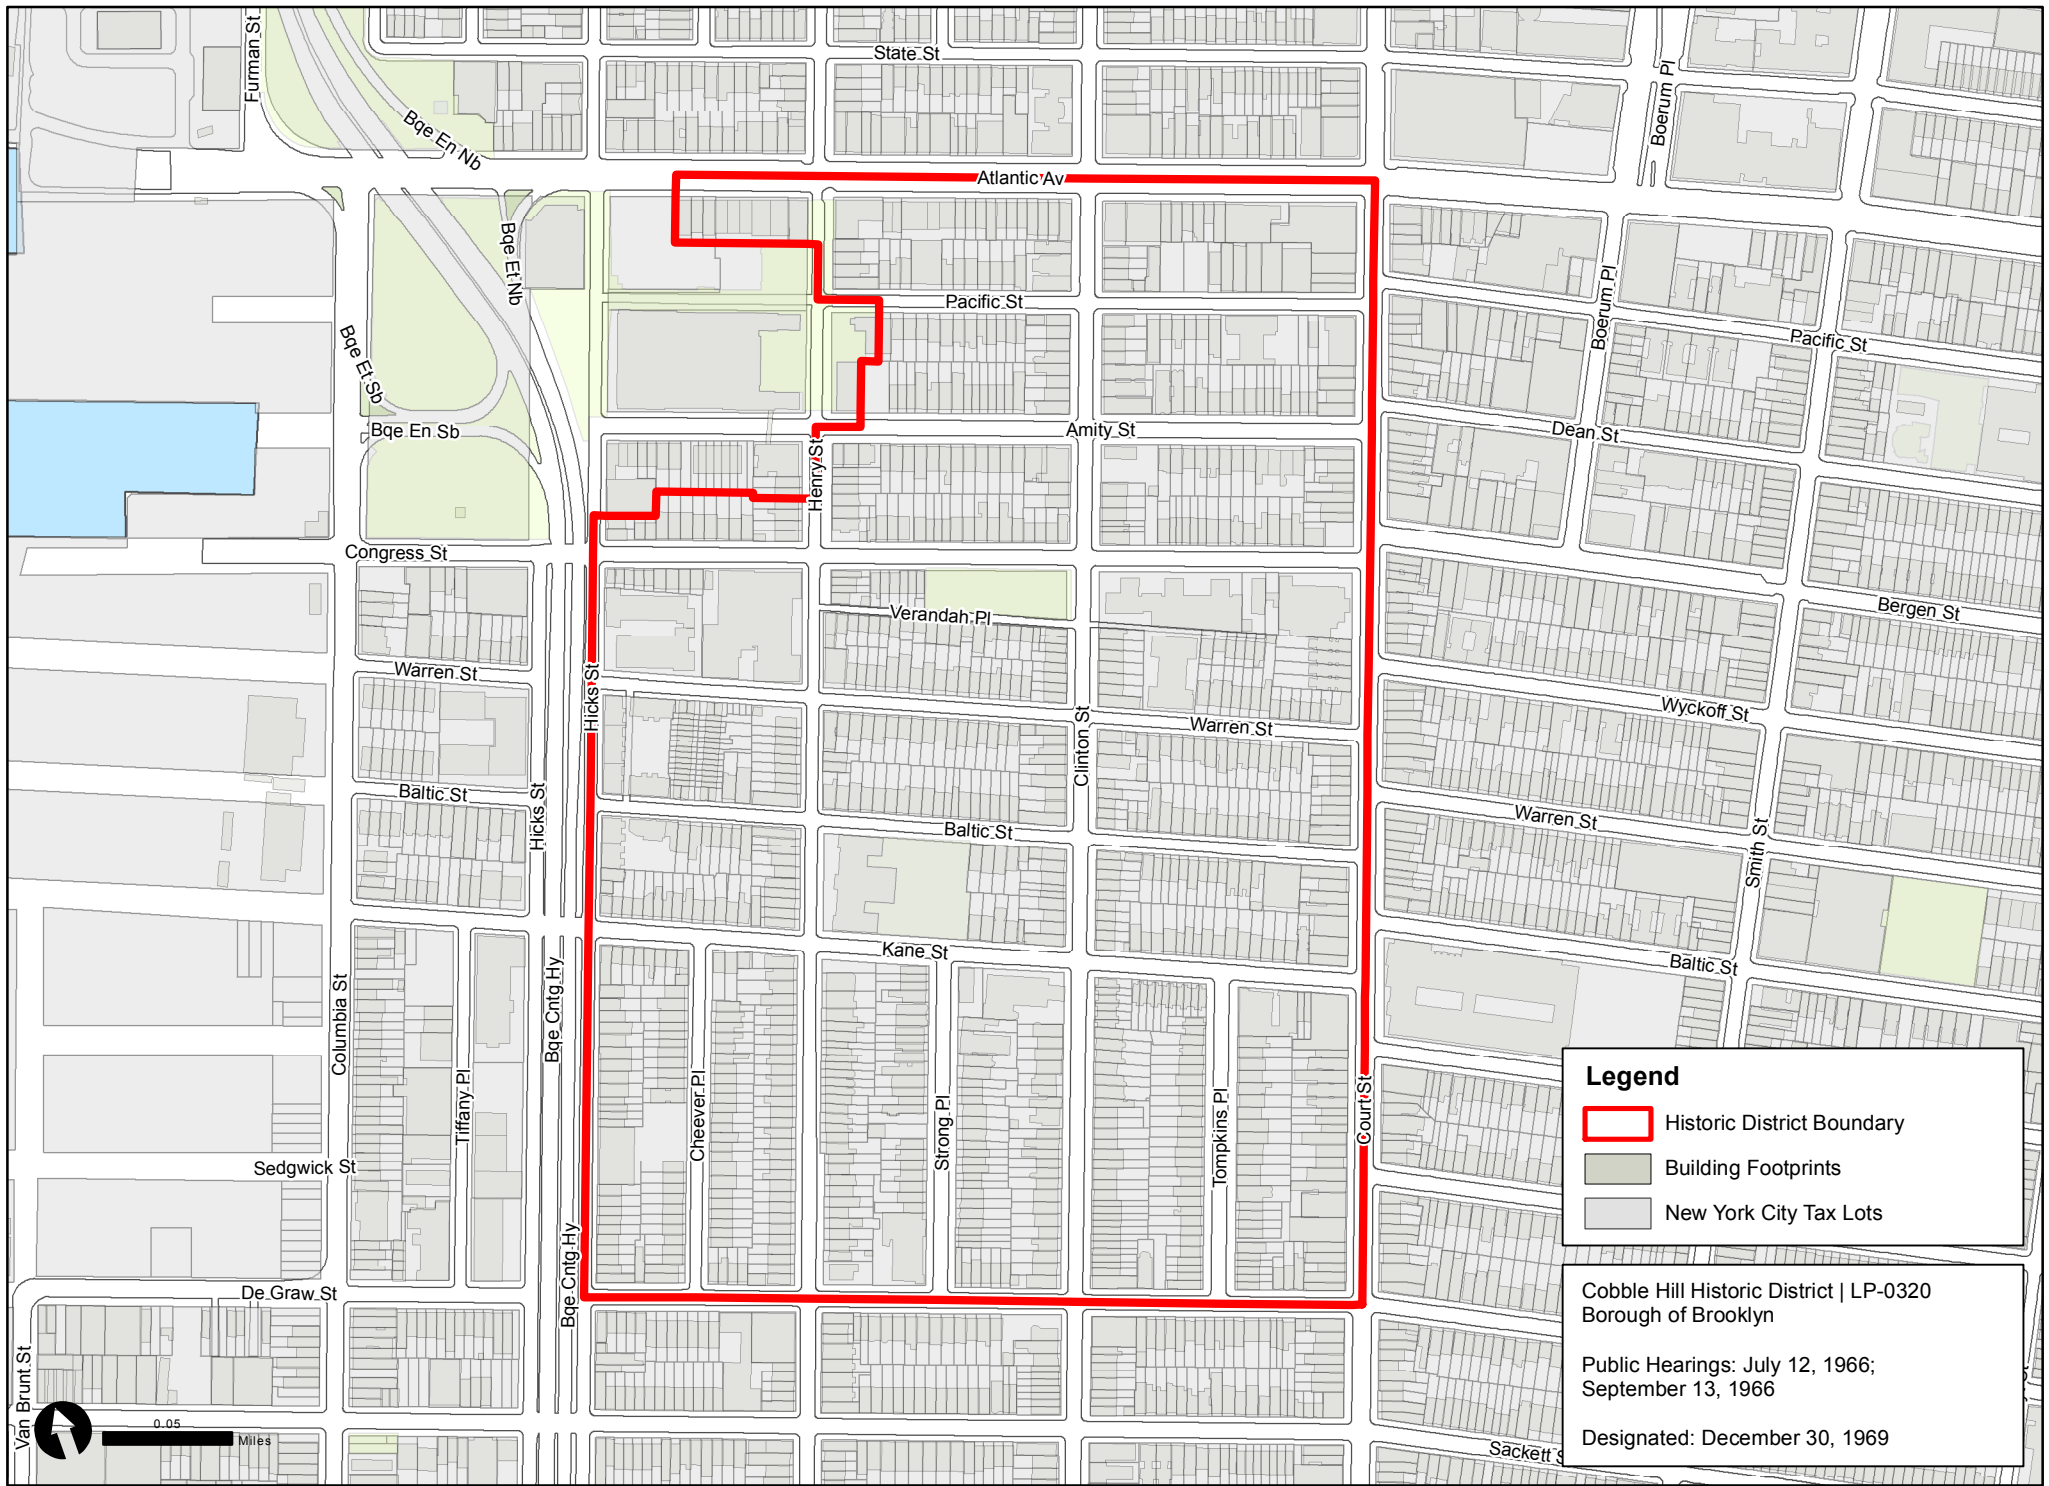 State St
Furman St
Boerum Pl
Bqe En Nb
Atlantic Av
Bqe Et Nb
Boerum Pl
Pacific St
Pacific St
Bqe Et Sb
Bqe En Sb
Amity St
Dean St
Henry St
Congress St
Verandah Pl
Bergen St
Warren St
Hicks St
Clinton St
Warren St
Wyckoff St
Baltic St
Hicks St
Baltic St
Warren St
Smith St
Kane St
Baltic St
Columbia St
Bqe Cntg Hy
Tiffany Pl
Cheever Pl
Strong Pl
Tompkins Pl
Court St
Sedgwick St
Bqe Cntg Hy
De Graw St
Van Brunt St
Sackett S
0.05
Miles
Legend
Historic District Boundary
Building Footprints
New York City Tax Lots
Cobble Hill Historic District | LP-0320
Borough of Brooklyn
Public Hearings: July 12, 1966;
September 13, 1966
Designated: December 30, 1969